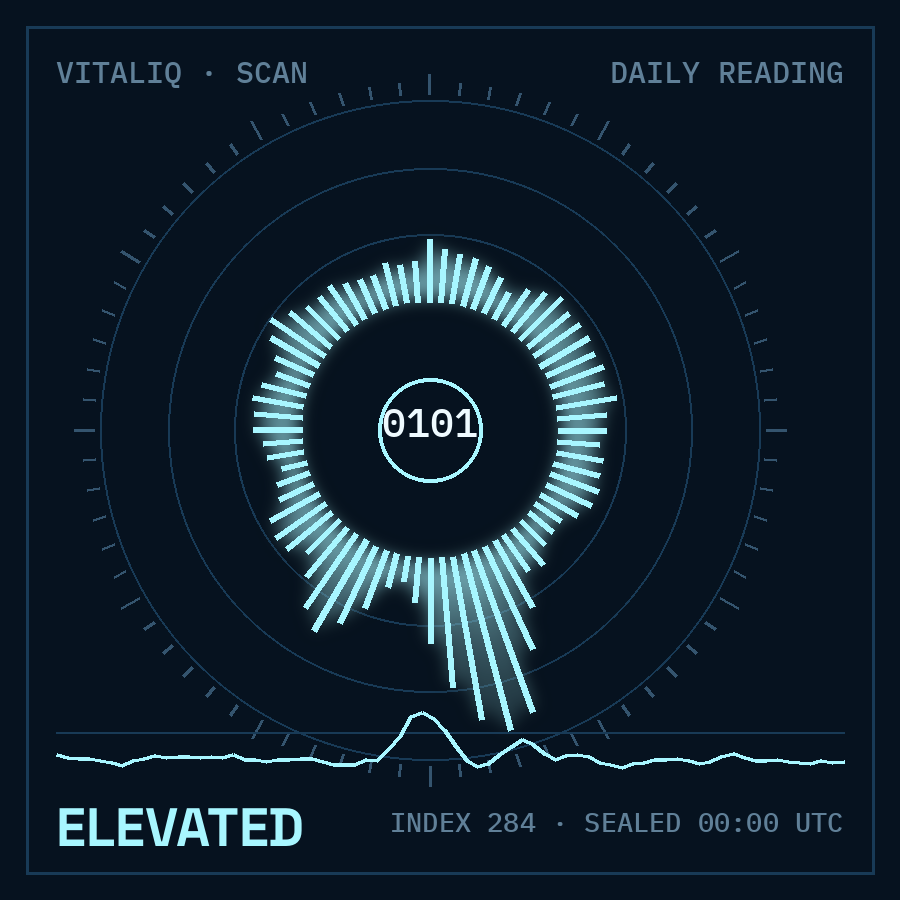 VITALIQ · SCAN
DAILY READING
0101
ELEVATED
INDEX 284 · SEALED 00:00 UTC